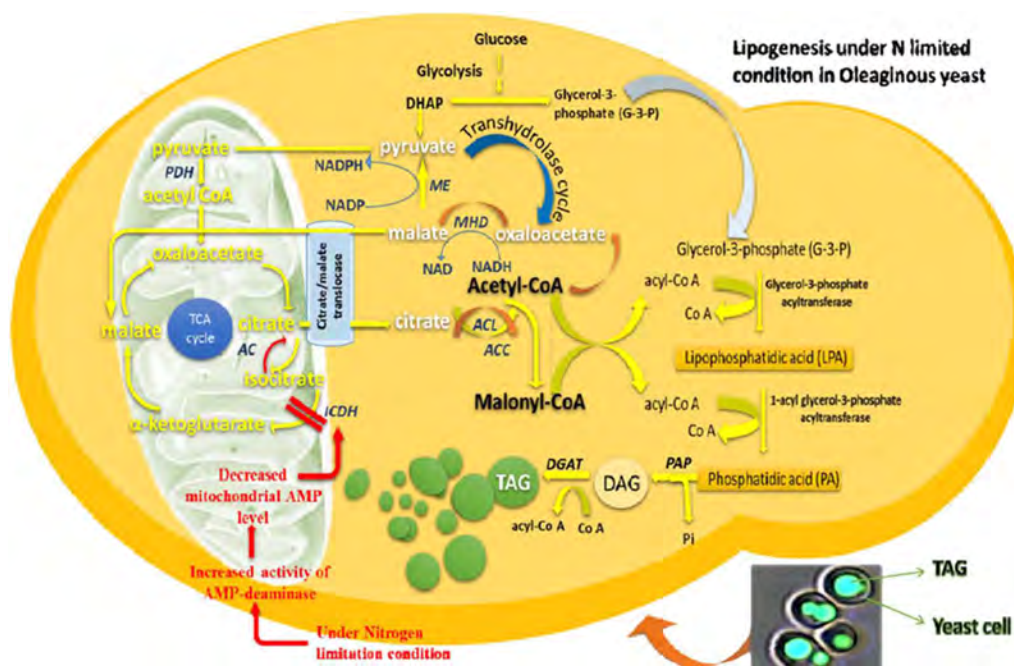 Lipogenesis under N limited
condition in Oleaginous yeast
Glucose
Glycolysis
DHAP
Glycerol-3-
phosphate (G-3-P)
pyruvate
Transhydrolase cycle
NADPH
ME
NADP
pyruvate
PDH
acetyl CoA
oxaloacetate
malate
TCA
cycle
citrate
AC
isocitrate
α-ketoglutarate
ICDH
Citrate/malate
translocase
malate
MHD
oxaloacetate
NAD
NADH
Acetyl-CoA
citrate
ACL
ACC
Malonyl-CoA
Glycerol-3-phosphate (G-3-P)
acyl-Co A
Co A
Glycerol-3-phosphate
acyltransferase
Lipophosphatidic acid (LPA)
acyl-Co A
Co A
1-acyl glycerol-3-phosphate
acyltransferase
Phosphatidic acid (PA)
PAP
Pi
DAG
DGAT
acyl-Co A
Co A
TAG
Decreased
mitochondrial AMP
level
Increased activity of
AMP-deaminase
Under Nitrogen
limitation condition
TAG
Yeast cell